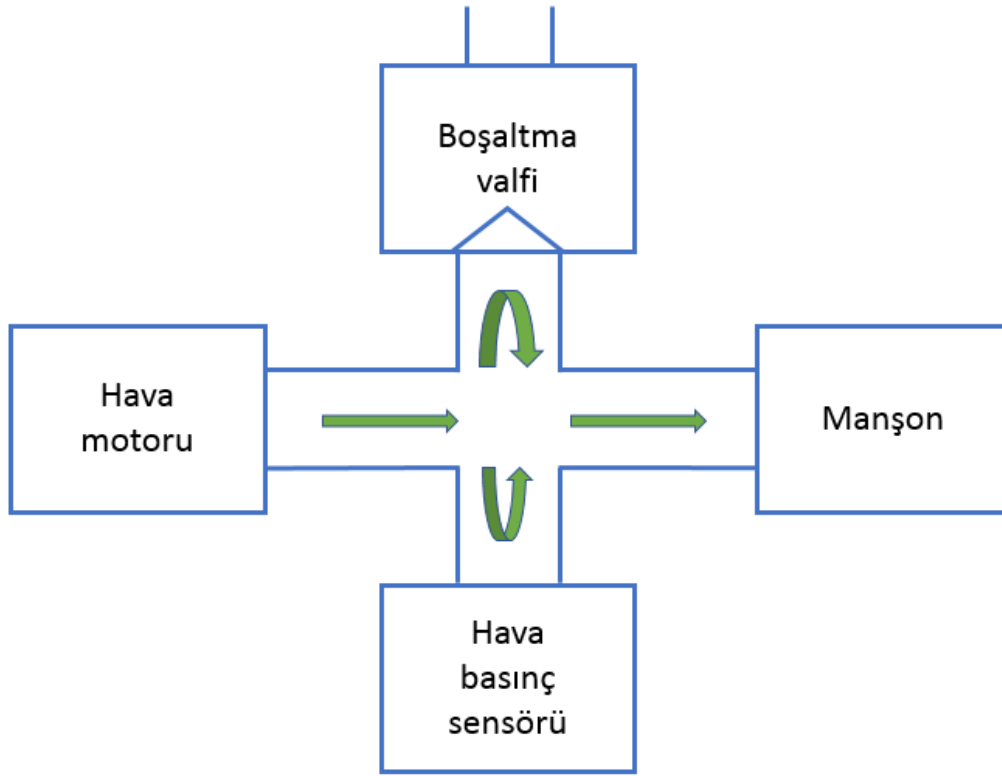 Boşaltma
valfi
Hava
motoru
Manşon
Hava
basınç
sensörü